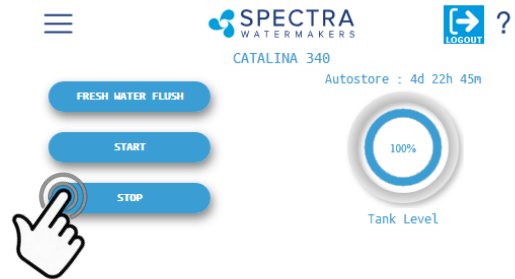 SPECTRA
WATERMAKERS
LOGOUT
?
CATALINA 340
Autostore : 4d 22h 45m
FRESH WATER FLUSH
START
100%
STOP
Tank Level